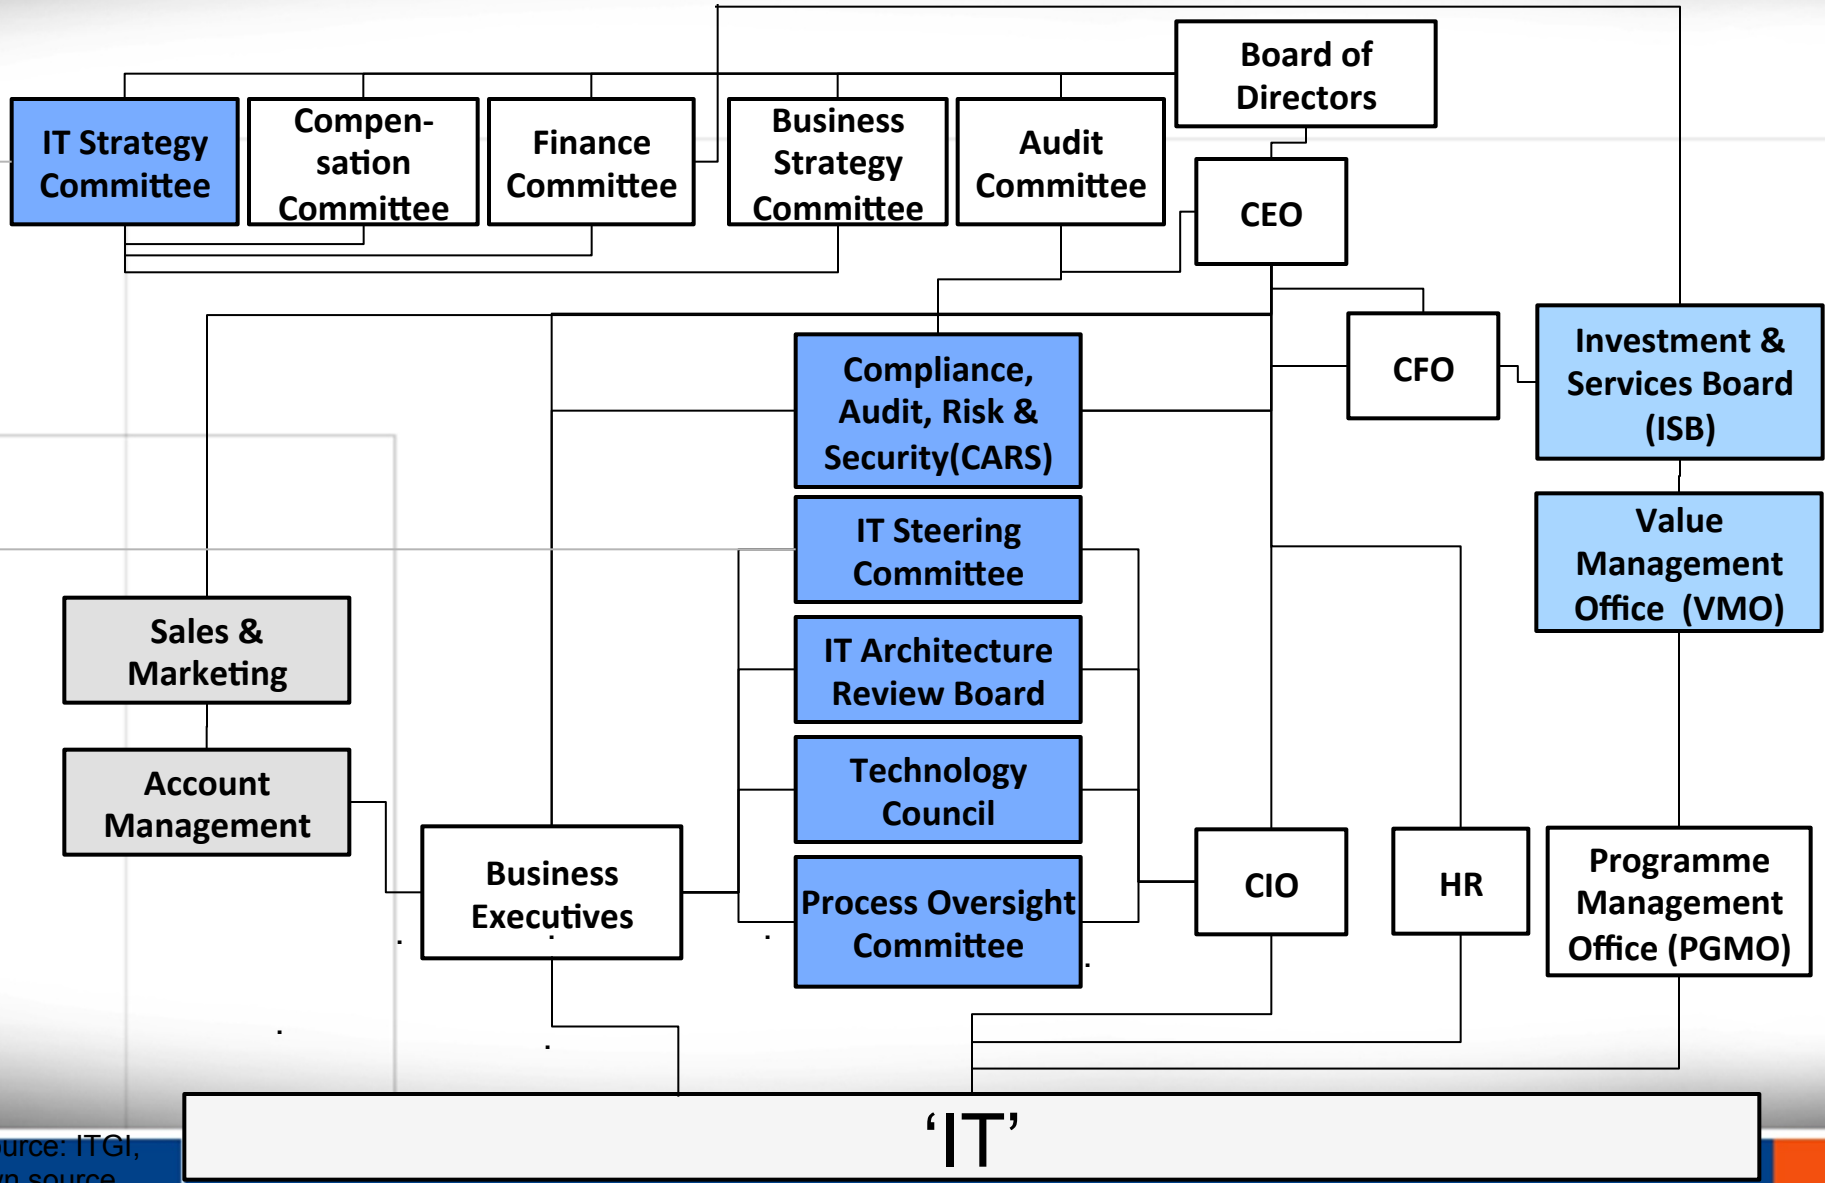 Board of
Directors
IT Strategy
Committee
Compen-
sation
Committee
Finance
Committee
Business
Strategy
Committee
Audit
Committee
CEO
CFO
Investment &
Services Board
(ISB)
Compliance,
Audit, Risk &
Security(CARS)
IT Steering
Committee
Value
Management
Office (VMO)
Sales &
Marketing
IT Architecture
Review Board
Account
Management
Technology
Council
Business
Executives
Process Oversight
Committee
CIO
HR
Programme
Management
Office (PGMO)
‘IT’
ITGI,
source